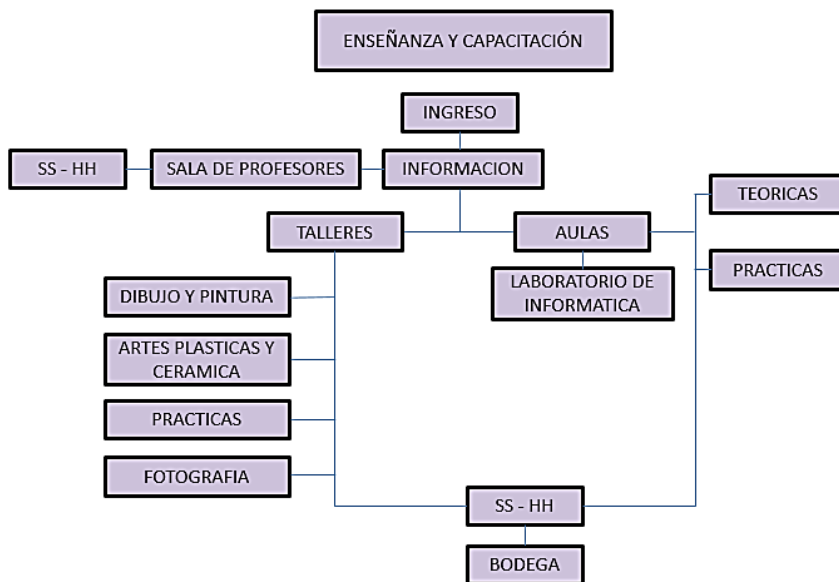 ENSEÑANZA Y CAPACITACIÓN
INGRESO
SS - HH
SALA DE PROFESORES
INFORMACION
TEORICAS
TALLERES
AULAS
PRACTICAS
LABORATORIO DE
INFORMATICA
DIBUJO Y PINTURA
ARTES PLASTICAS Y
CERAMICA
PRACTICAS
FOTOGRAFIA
SS - HH
BODEGA